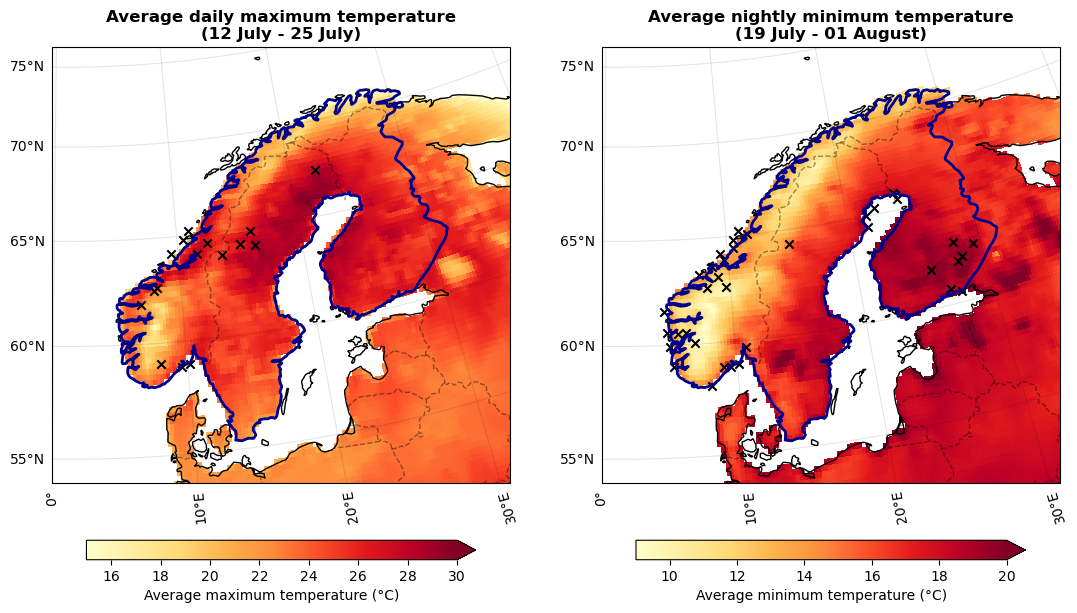 Average daily maximum temperature
(12 July - 25 July)
75°N
70°N
65°N
60°N
55°N
0°
10°E
20°E
30°E
16 18 20 22 24 26 28 30
Average maximum temperature (°C)
Average nightly minimum temperature
(19 July - 01 August)
75°N
70°N
65°N
60°N
55°N
0°
10°E
20°E
30°E
10 12 14 16 18 20
Average minimum temperature (°C)